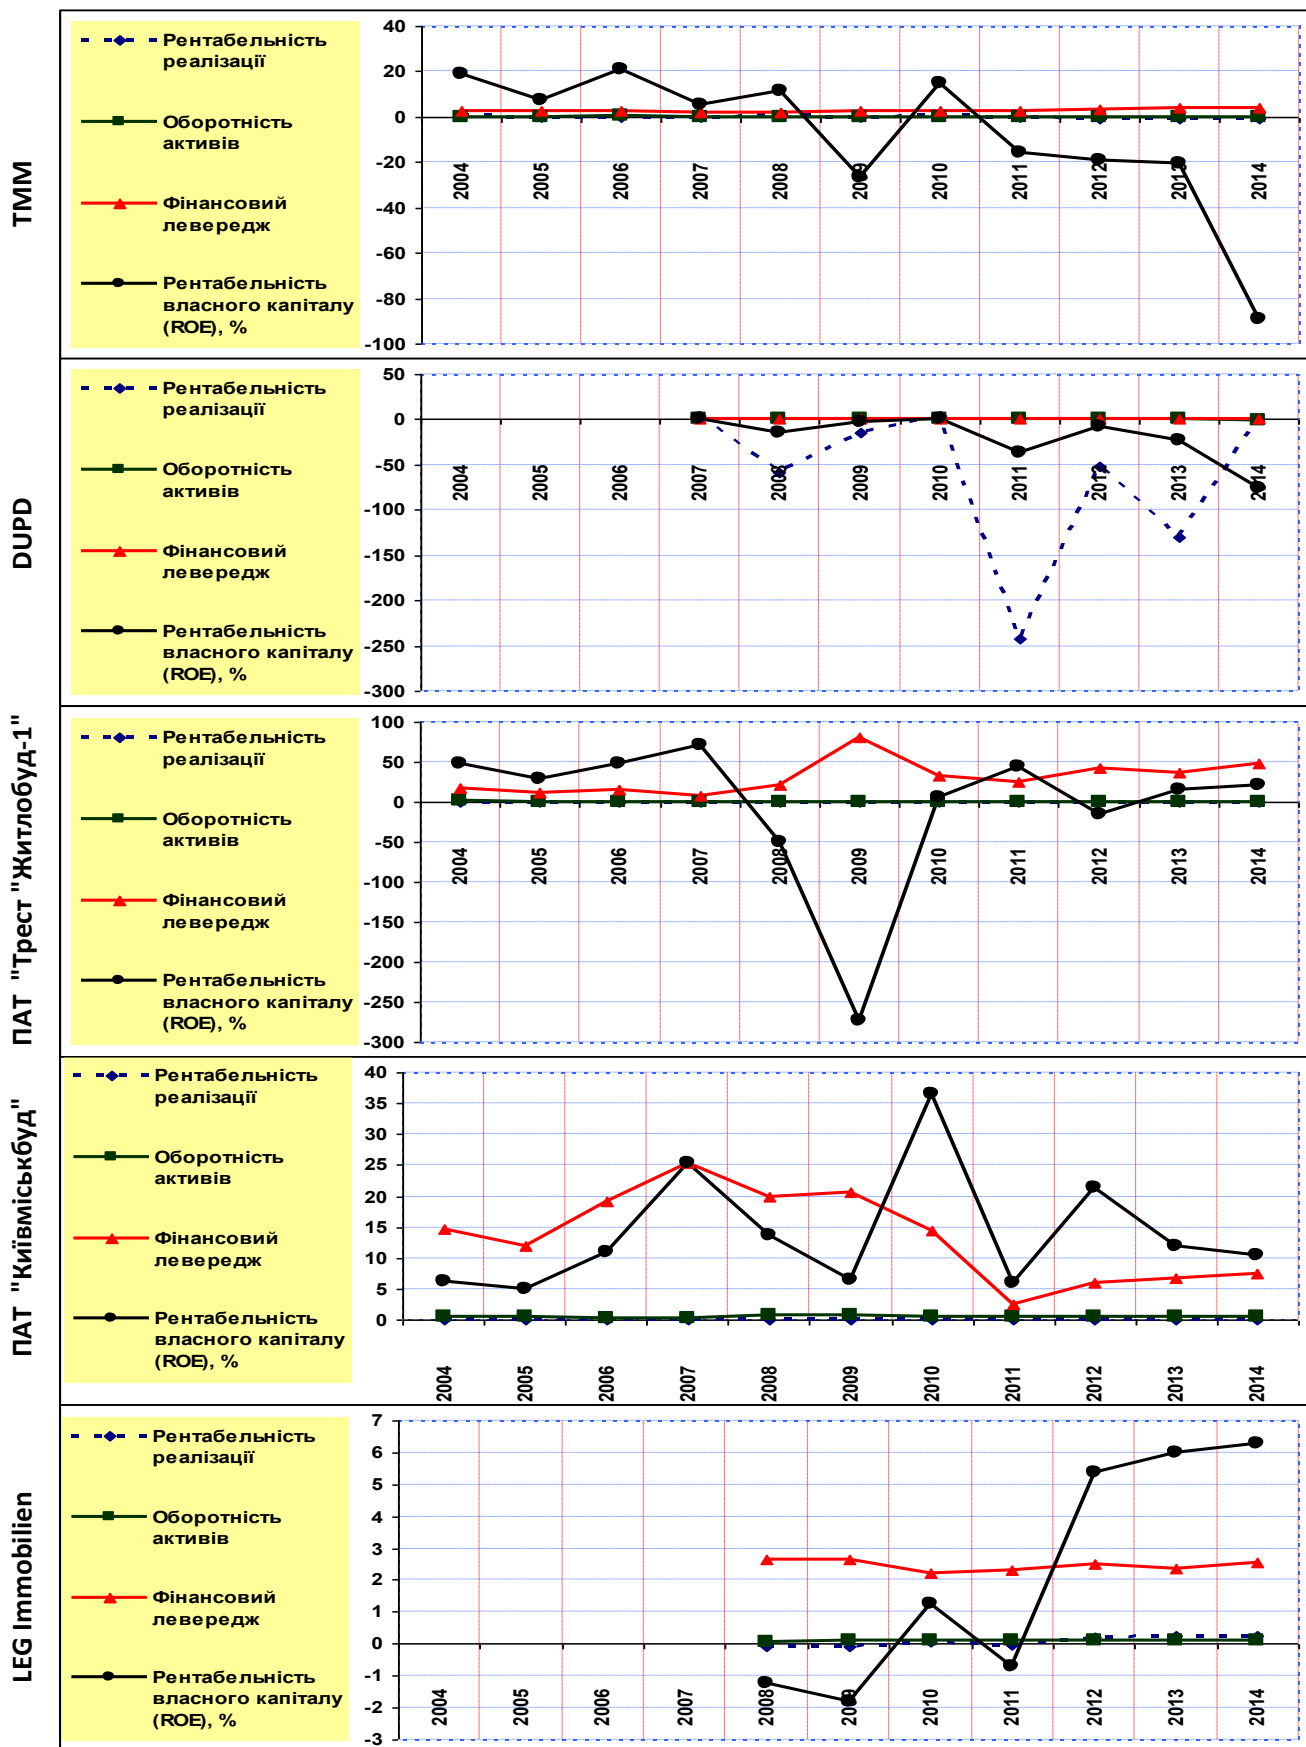 ТММ
Рентабельність
реалізації
Оборотність
активів
Фінансовий
левередж
Рентабельність
власного капіталу
(ROE), %
40
20
0
-20
-40
-60
-80
-100
2004
2005
2006
2007
2008
2009
2010
2011
2012
2013
2014
DUPD
Рентабельність
реалізації
Оборотність
активів
Фінансовий
левередж
Рентабельність
власного капіталу
(ROE), %
50
0
-50
-100
-150
-200
-250
-300
2004
2005
2006
2007
2008
2009
2010
2011
2012
2013
2014
ПАТ "Трест "Житлобуд-1"
Рентабельність
реалізації
Оборотність
активів
Фінансовий
левередж
Рентабельність
власного капіталу
(ROE), %
100
50
0
-50
-100
-150
-200
-250
-300
2004
2005
2006
2007
2008
2009
2010
2011
2012
2013
2014
ПАТ "Київміськбуд"
Рентабельність
реалізації
Оборотність
активів
Фінансовий
левередж
Рентабельність
власного капіталу
(ROE), %
40
35
30
25
20
15
10
5
0
2004
2005
2006
2007
2008
2009
2010
2011
2012
2013
2014
LEG Immobilien
Рентабельність
реалізації
Оборотність
активів
Фінансовий
левередж
Рентабельність
власного капіталу
(ROE), %
7
6
5
4
3
2
1
0
-1
-2
-3
2004
2005
2006
2007
2008
2009
2010
2011
2012
2013
2014